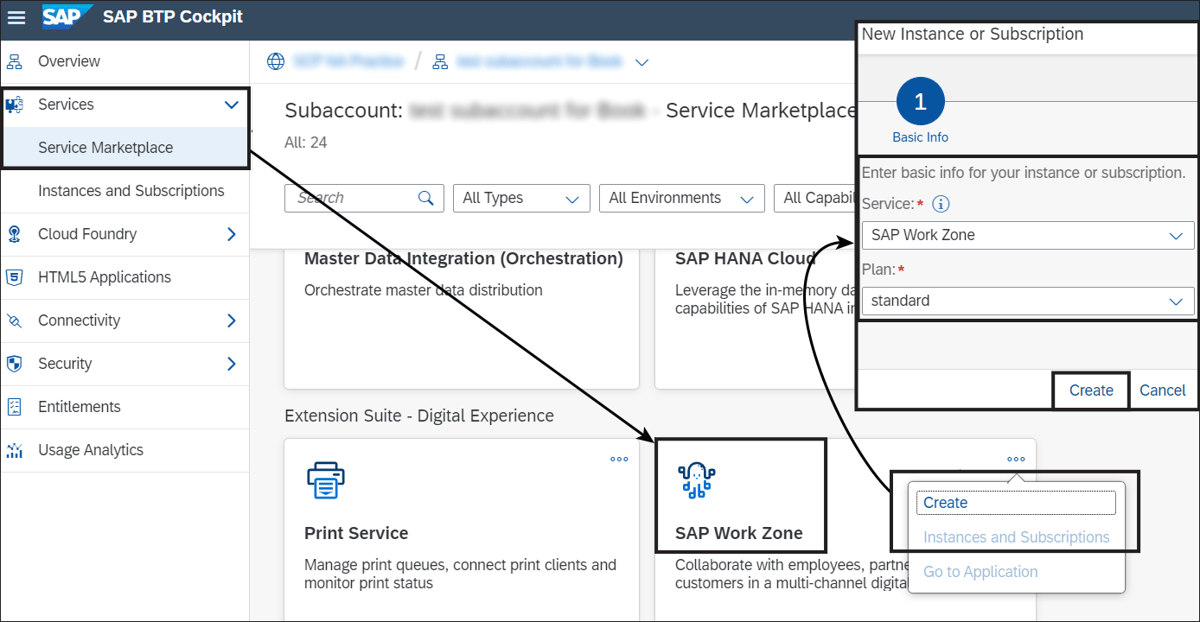 SAP SAP BTP Cockpit
Overview
Services
Service Marketplace
Instances and Subscriptions
Cloud Foundry
HTML5 Applications
Connectivity
Security
Entitlements
Usage Analytics
/
Subaccount: - Service Marketplace
All: 24
Search
All Types
All Environments
All Capabil
Master Data Integration (Orchestration)
Orchestrate master data distribution
SAP HANA Cloud
Leverage the in-memory da
capabilities of SAP HANA in
Extension Suite - Digital Experience
Print Service
Manage print queues, connect print clients and
monitor print status
SAP Work Zone
Collaborate with employees, partne
customers in a multi-channel digita
Create
Instances and Subscriptions
Go to Application
New Instance or Subscription
1
Basic Info
Enter basic info for your instance or subscription.
Service:*
SAP Work Zone
Plan:*
standard
Create
Cancel